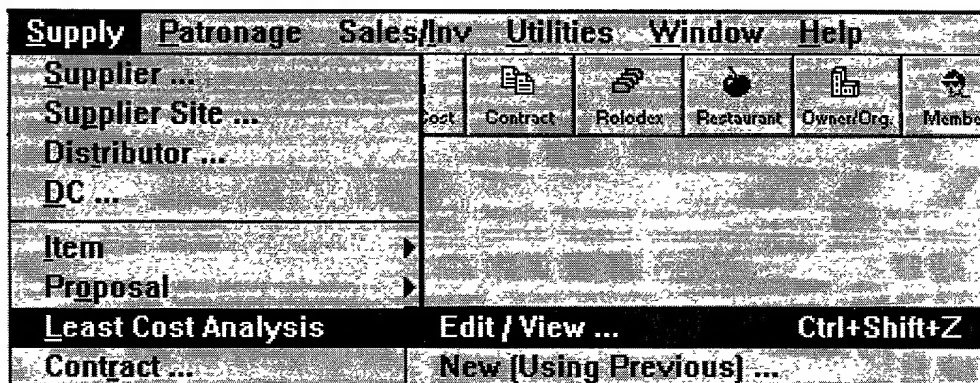 Supply Patronage Sales/Inv Utilities Window Help
Supplier ...
Supplier Site ...
Distributor ...
DC ...
Item
Proposal
Least Cost Analysis
Contract ...
Cost Contract Rolodex Restaurant Owner/Org.
Edit / View ... Ctrl+Shift+Z
New (Using Previous) ...